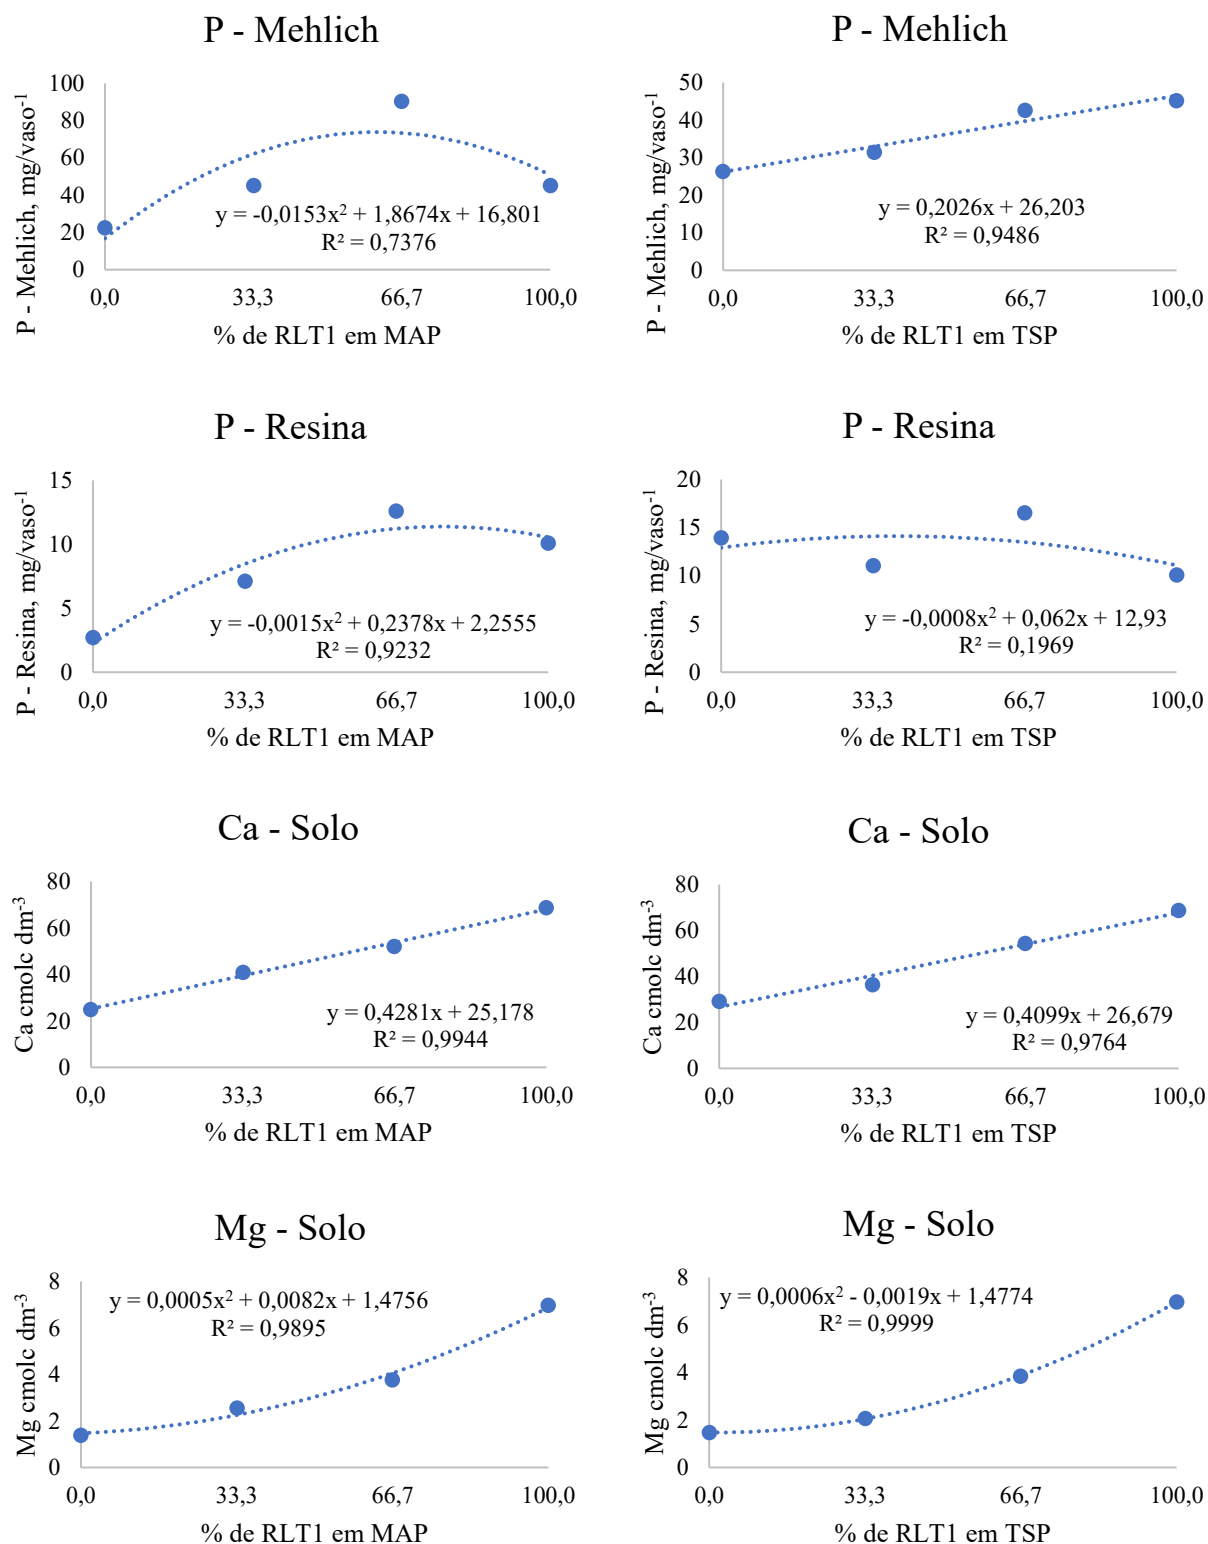 P - Mehlich
P - Mehlich, mg/vaso⁻¹
100
80
60
40
20
0
y = -0,0153x² + 1,8674x + 16,801
R² = 0,7376
0,0 33,3 66,7 100,0
% de RLT1 em MAP
P - Mehlich
P - Mehlich, mg/vaso⁻¹
50
40
30
20
10
0
y = 0,2026x + 26,203
R² = 0,9486
0,0 33,3 66,7 100,0
% de RLT1 em TSP
P - Resina
P - Resina, mg/vaso⁻¹
15
10
5
0
y = -0,0015x² + 0,2378x + 2,2555
R² = 0,9232
0,0 33,3 66,7 100,0
% de RLT1 em MAP
P - Resina
P - Resina, mg/vaso⁻¹
20
15
10
5
0
y = -0,0008x² + 0,062x + 12,93
R² = 0,1969
0,0 33,3 66,7 100,0
% de RLT1 em TSP
Ca - Solo
Ca cmolc dm⁻³
80
60
40
20
0
y = 0,4281x + 25,178
R² = 0,9944
0,0 33,3 66,7 100,0
% de RLT1 em MAP
Ca - Solo
Ca cmolc dm⁻³
80
60
40
20
0
y = 0,4099x + 26,679
R² = 0,9764
0,0 33,3 66,7 100,0
% de RLT1 em TSP
Mg - Solo
Mg cmolc dm⁻³
8
6
4
2
0
y = 0,0005x² + 0,0082x + 1,4756
R² = 0,9895
0,0 33,3 66,7 100,0
% de RLT1 em MAP
Mg - Solo
Mg cmolc dm⁻³
8
6
4
2
0
y = 0,0006x² - 0,0019x + 1,4774
R² = 0,9999
0,0 33,3 66,7 100,0
% de RLT1 em TSP